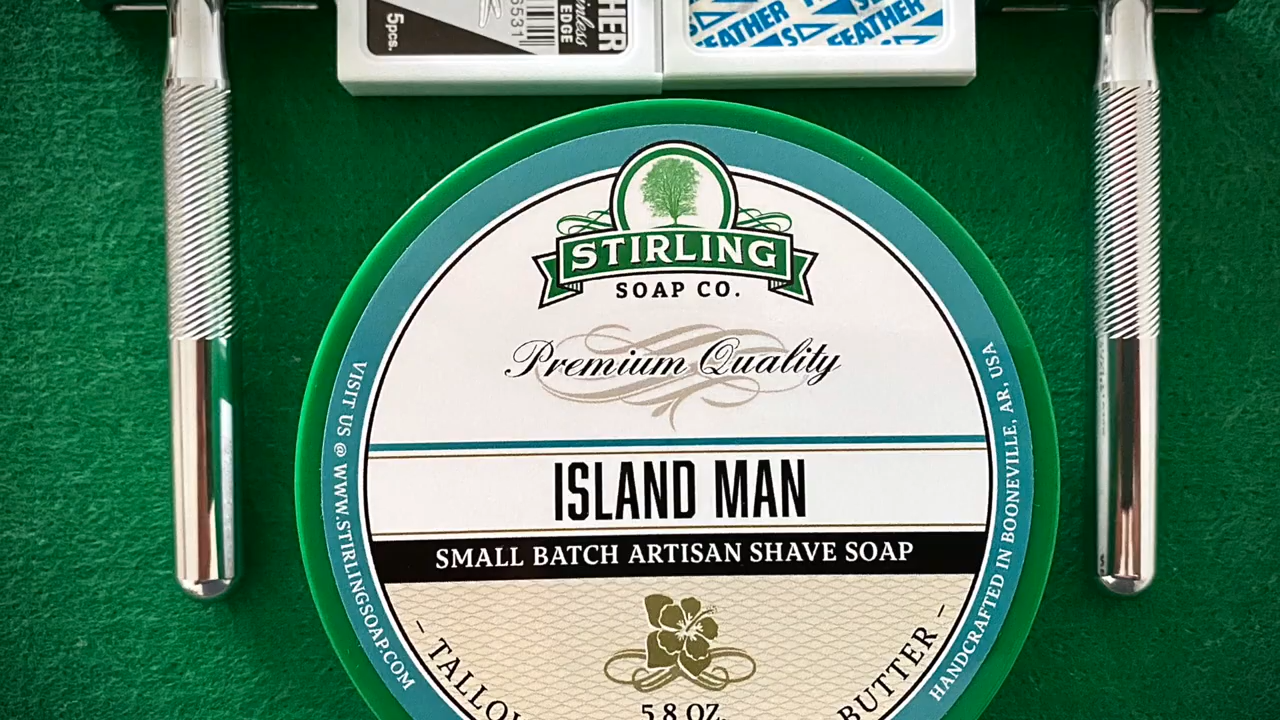 5pcs.
EDGE
FEATHER
FEATHER
STIRLING
SOAP CO.
Premium Quality
ISLAND MAN
SMALL BATCH ARTISAN SHAVE SOAP
BUTTER –
5.8 OZ.
VISIT US @ WWW.STIRLINGSOAP.COM
HANDCRAFTED IN BOONEVILLE, AR, USA